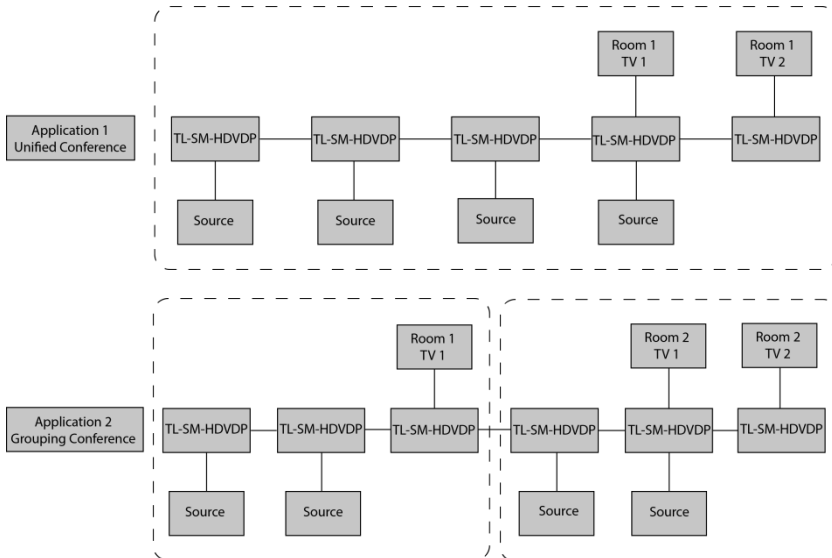 Room 1
TV 1
Room 1
TV 2
Application 1
Unified Conference
TL-SM-HDVDP
TL-SM-HDVDP
TL-SM-HDVDP
TL-SM-HDVDP
TL-SM-HDVDP
Source
Source
Source
Source
Room 1
TV 1
Room 2
TV 1
Room 2
TV 2
Application 2
Grouping Conference
TL-SM-HDVDP
TL-SM-HDVDP
TL-SM-HDVDP
TL-SM-HDVDP
TL-SM-HDVDP
TL-SM-HDVDP
Source
Source
Source
Source